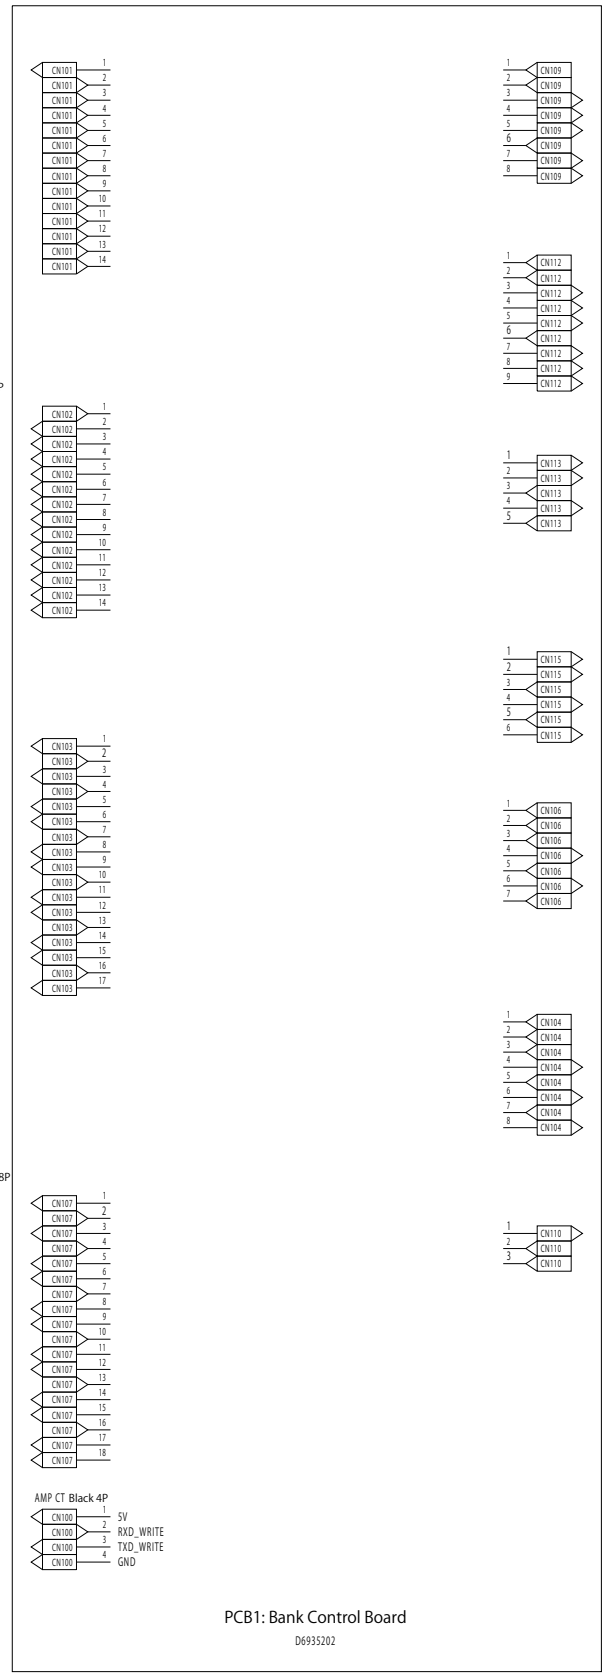 1
CN101
2
CN101
3
CN101
4
CN101
5
CN101
6
CN101
7
CN101
8
CN101
9
CN101
10
CN101
11
CN101
12
CN101
13
CN101
14
CN101
P
1
CN102
2
CN102
3
CN102
4
CN102
5
CN102
6
CN102
7
CN102
8
CN102
9
CN102
10
CN102
11
CN102
12
CN102
13
CN102
14
CN102
1
CN103
2
CN103
3
CN103
4
CN103
5
CN103
6
CN103
7
CN103
8
CN103
9
CN103
10
CN103
11
CN103
12
CN103
13
CN103
14
CN103
15
CN103
16
CN103
17
CN103
8P
1
CN107
2
CN107
3
CN107
4
CN107
5
CN107
6
CN107
7
CN107
8
CN107
9
CN107
10
CN107
11
CN107
12
CN107
13
CN107
14
CN107
15
CN107
16
CN107
17
CN107
18
CN107
AMP CT Black 4P
CN100 1 5V
CN100 2 RXD_WRITE
CN100 3 TXD_WRITE
CN100 4 GND
1
CN109
2
CN109
3
CN109
4
CN109
5
CN109
6
CN109
7
CN109
8
CN109
1
CN112
2
CN112
3
CN112
4
CN112
5
CN112
6
CN112
7
CN112
8
CN112
9
CN112
1
CN113
2
CN113
3
CN113
4
CN113
5
CN113
1
CN115
2
CN115
3
CN115
4
CN115
5
CN115
6
CN115
1
CN106
2
CN106
3
CN106
4
CN106
5
CN106
6
CN106
7
CN106
1
CN104
2
CN104
3
CN104
4
CN104
5
CN104
6
CN104
7
CN104
8
CN104
1
CN110
2
CN110
3
CN110
PCB1: Bank Control Board
D6935202